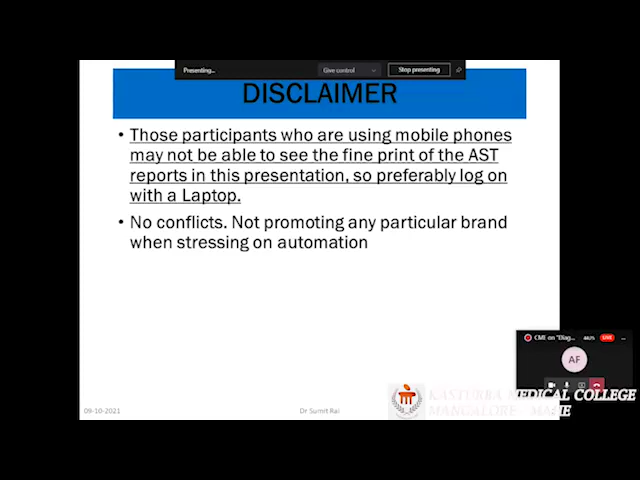 Presenting...
Give control
Stop presenting
DISCLAIMER
• Those participants who are using mobile phones
may not be able to see the fine print of the AST
reports in this presentation, so preferably log on
with a Laptop.
• No conflicts. Not promoting any particular brand
when stressing on automation
CME on "Diag...
LIVE
...
AF
KASTURBA MEDICAL COLLEGE
MANGALORE
09-10-2021
Dr Sumit Rai